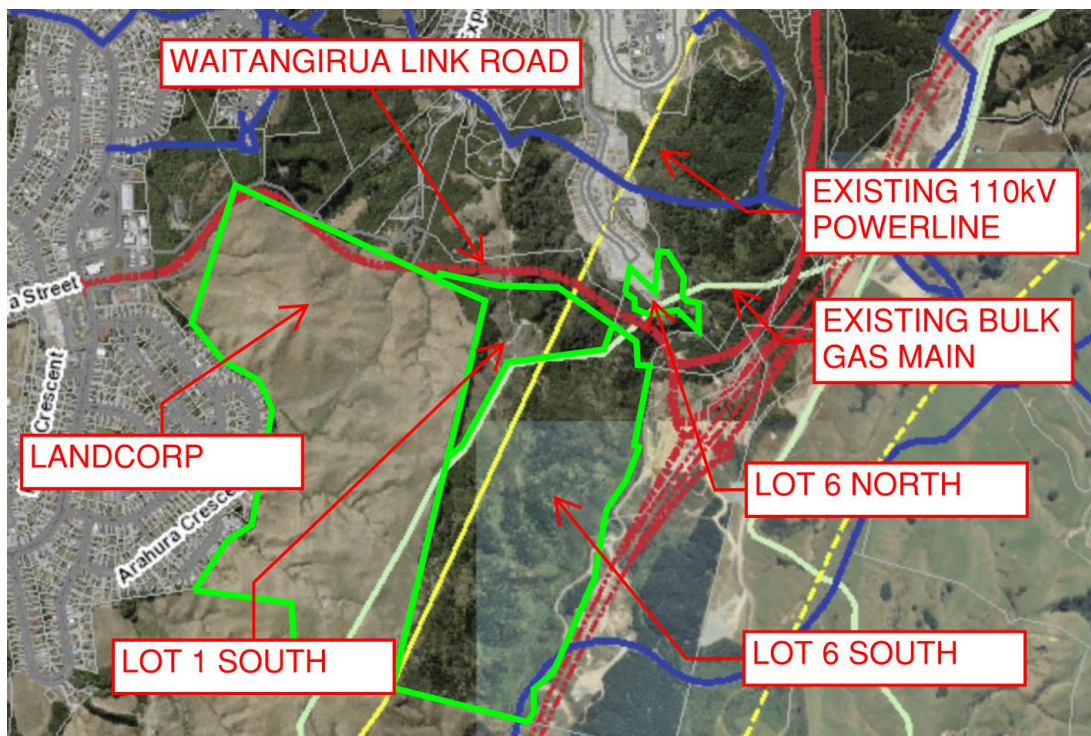 Exp
WAITANGIRUA LINK ROAD
EXISTING 110kV
POWERLINE
a Street
EXISTING BULK
GAS MAIN
Crescent
LANDCORP
LOT 6 NORTH
Arahura Cresce
LOT 1 SOUTH
LOT 6 SOUTH